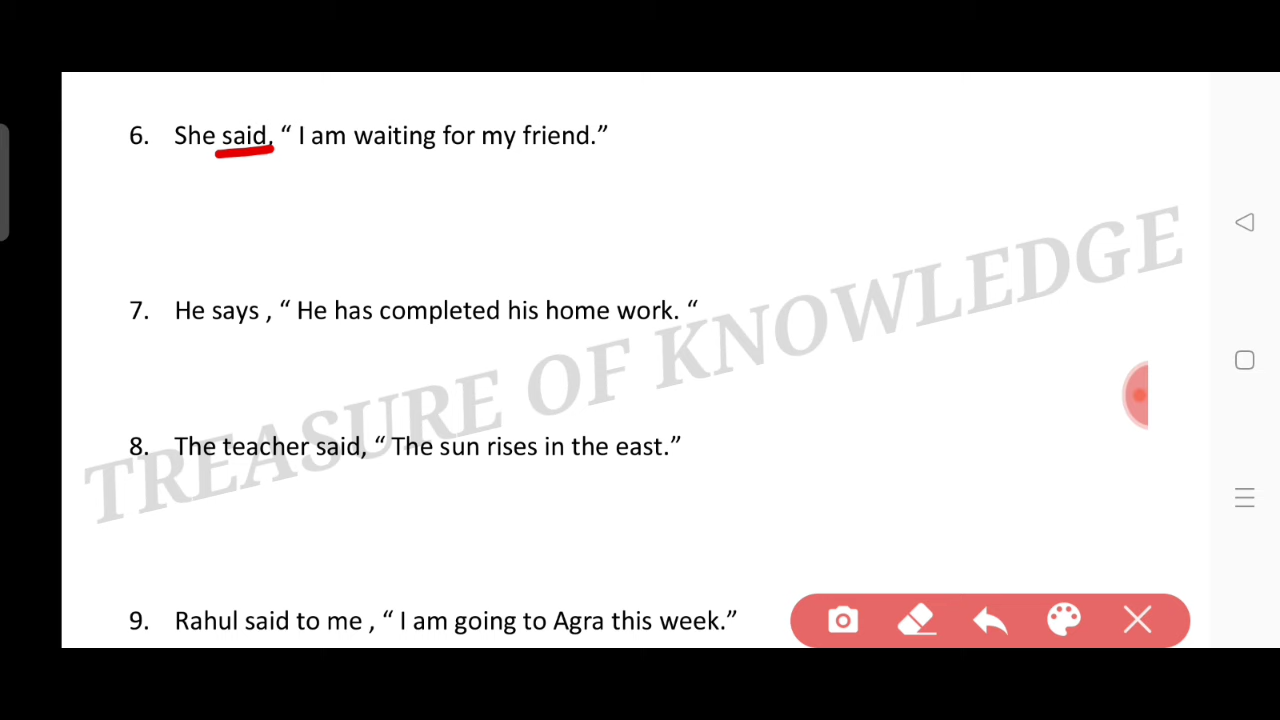 6. She said, “ I am waiting for my friend.”
7. He says , “ He has completed his home work. “
TREASURE OF KNOWLEDGE
8. The teacher said, “ The sun rises in the east.”
9. Rahul said to me , “ I am going to Agra this week.”